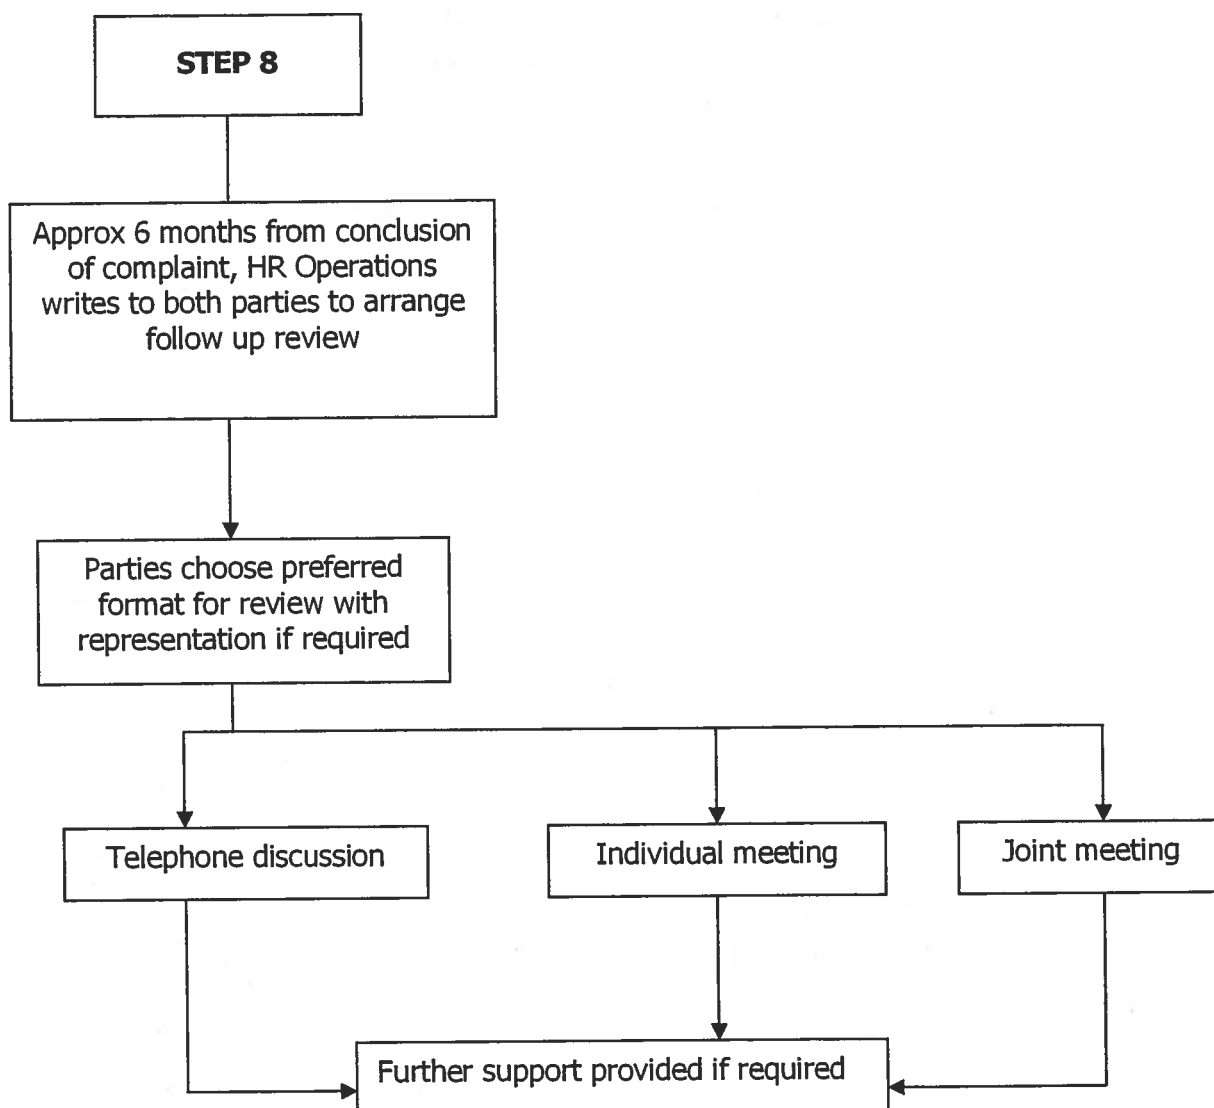 STEP 8
Approx 6 months from conclusion
of complaint, HR Operations
writes to both parties to arrange
follow up review
Parties choose preferred
format for review with
representation if required
Telephone discussion
Individual meeting
Joint meeting
Further support provided if required